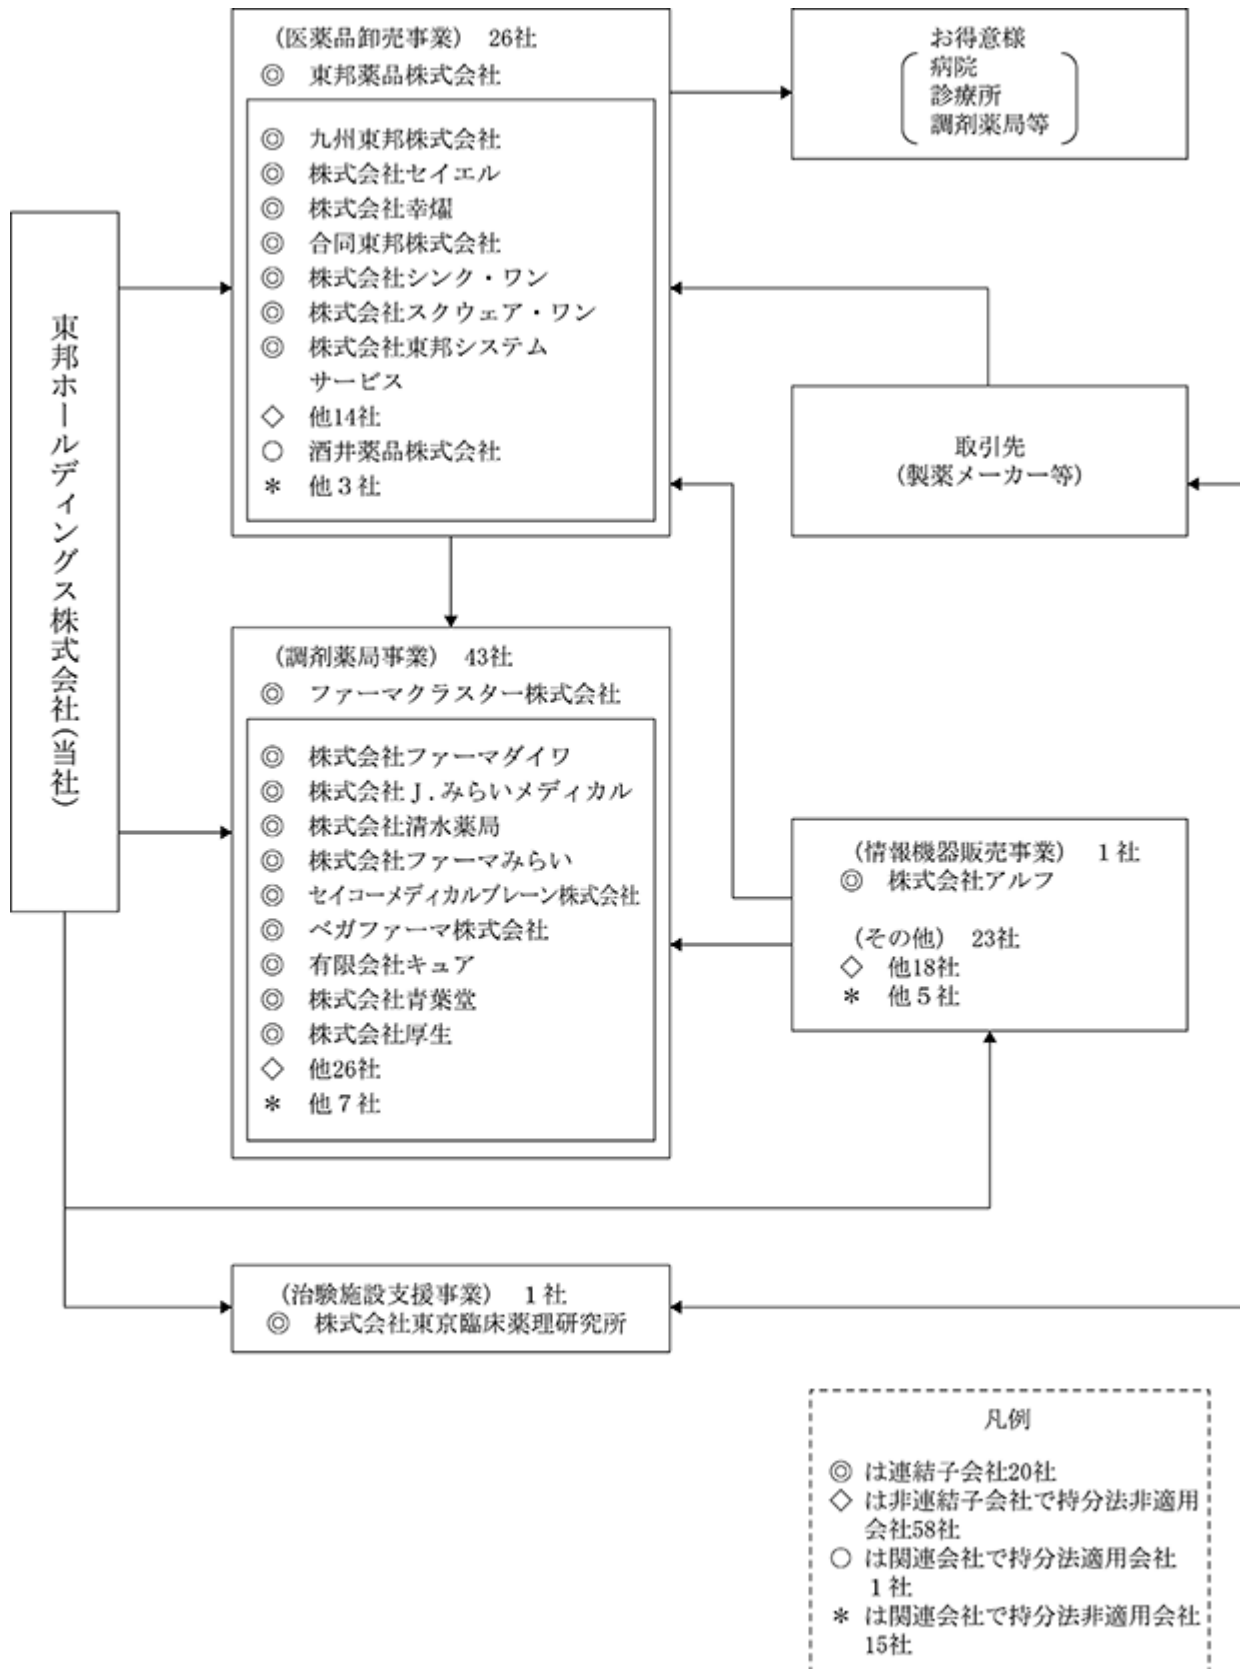 東邦ホールディングス株式会社(当社)
(医薬品卸売事業) 26社
◎ 東邦薬品株式会社
◎ 九州東邦株式会社
◎ 株式会社セイエル
◎ 株式会社幸燿
◎ 合同東邦株式会社
◎ 株式会社シンク・ワン
◎ 株式会社スクウェア・ワン
◎ 株式会社東邦システム
サービス
◇ 他14社
○ 酒井薬品株式会社
* 他3社
お得意様
病院
診療所
調剤薬局等
取引先
(製薬メーカー等)
(調剤薬局事業) 43社
◎ ファーマクラスター株式会社
◎ 株式会社ファーマダイワ
◎ 株式会社J.みらいメディカル
◎ 株式会社清水薬局
◎ 株式会社ファーマみらい
◎ セイコーメディカルブレーン株式会社
◎ ベガファーマ株式会社
◎ 有限会社キュア
◎ 株式会社青葉堂
◎ 株式会社厚生
◇ 他26社
* 他7社
(情報機器販売事業) 1社
◎ 株式会社アルフ
(その他) 23社
◇ 他18社
* 他5社
(治験施設支援事業) 1社
◎ 株式会社東京臨床薬理研究所
凡例
◎ は連結子会社20社
◇ は非連結子会社で持分法非適用
会社58社
○ は関連会社で持分法適用会社
1社
* は関連会社で持分法非適用会社
15社